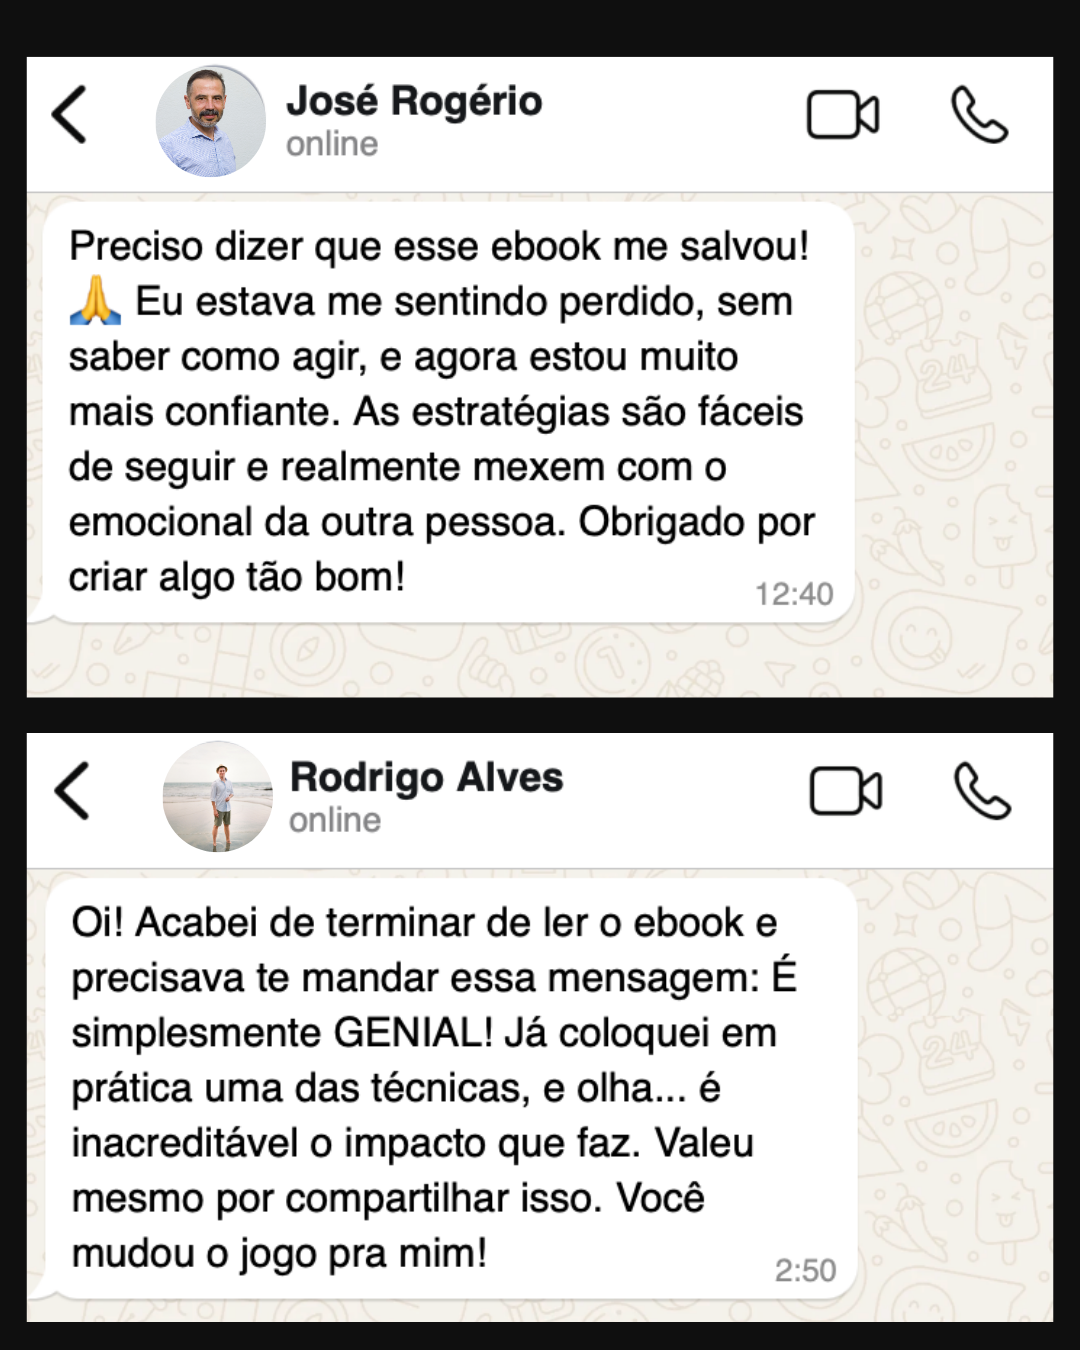 José Rogério
online
Preciso dizer que esse ebook me salvou!
🙏 Eu estava me sentindo perdido, sem
saber como agir, e agora estou muito
mais confiante. As estratégias são fáceis
de seguir e realmente mexem com o
emocional da outra pessoa. Obrigado por
criar algo tão bom!
12:40
24
1
Rodrigo Alves
online
Oi! Acabei de terminar de ler o ebook e
precisava te mandar essa mensagem: É
simplesmente GENIAL! Já coloquei em
prática uma das técnicas, e olha... é
inacreditável o impacto que faz. Valeu
mesmo por compartilhar isso. Você
mudou o jogo pra mim!
2:50
24